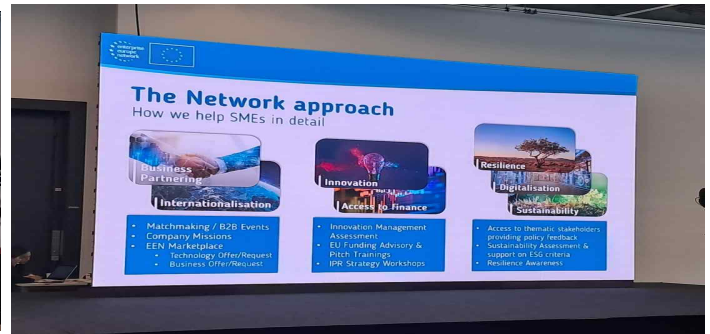 enterprise
europe
network
The Network approach
How we help SMEs in detail
Business
Partnering
Internationalisation
• Matchmaking / B2B Events
• Company Missions
• EEN Marketplace
• Technology Offer/Request
• Business Offer/Request
Innovation
Access to Finance
• Innovation Management
Assessment
• EU Funding Advisory &
Pitch Trainings
• IPR Strategy Workshops
Resilience
Digitalisation
Sustainability
• Access to thematic stakeholders
providing policy feedback
• Sustainability Assessment &
support on ESG criteria
• Resilience Awareness